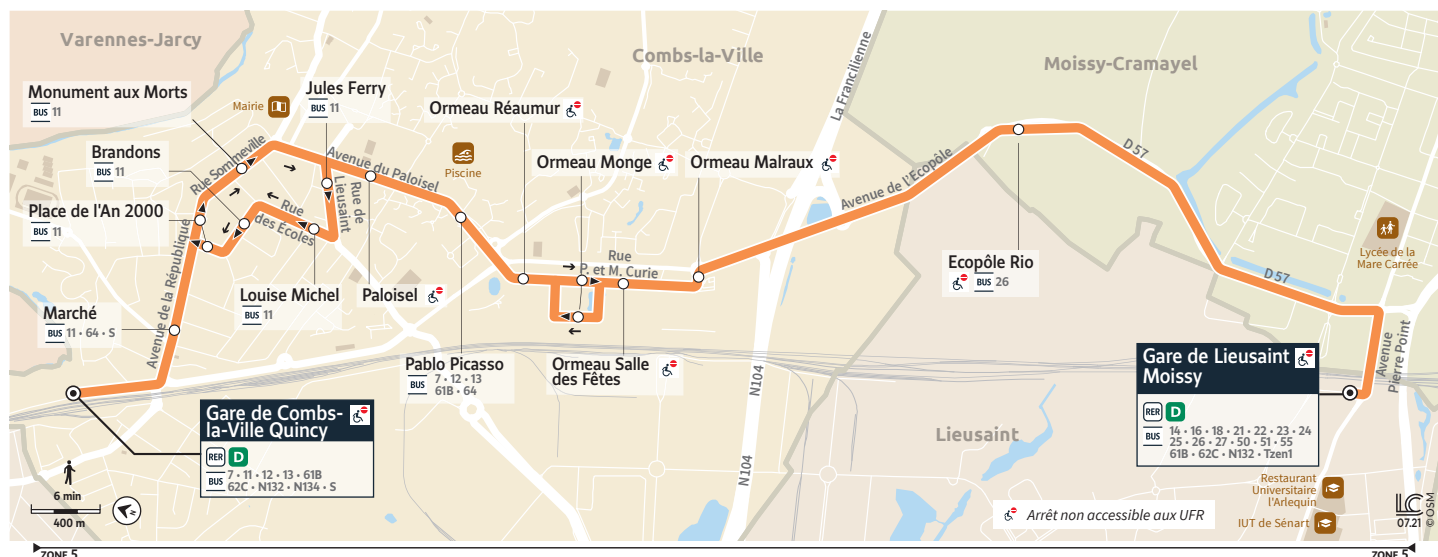 Varennes-Jarcy
Combs-la-Ville
Moissy-Cramayel
Lieusaint
Monument aux Morts
BUS 11
Mairie
Jules Ferry
BUS 11
Brandons
BUS 11
Place de l'An 2000
BUS 11
Rue Sommeville
Avenue du Paloisel
Rue de
Lieusaint
Rue
des Écoles
Avenue de la République
Piscine
Ormeau Réaumur
Ormeau Monge
Ormeau Malraux
La Francilienne
Avenue de l'Ecopôle
D 57
D 57
Lycée de la
Mare Carrée
Rue
P. et M. Curie
Ecopôle Rio
BUS 26
Louise Michel
BUS 11
Paloisel
Marché
BUS 11 • 64 • S
Pablo Picasso
BUS 7 • 12 • 13
61B • 64
Ormeau Salle
des Fêtes
N104
N104
Avenue
Pierre Point
Gare de Combs-
la-Ville Quincy
RER D
BUS 7 • 11 • 12 • 13 • 61B
62C • N132 • N134 • S
Gare de Lieusaint
Moissy
RER D
BUS 14 • 16 • 18 • 21 • 22 • 23 • 24
25 • 26 • 27 • 50 • 51 • 55
61B • 62C • N132 • Tzen1
Restaurant
Universitaire
l'Arlequin
IUT de Sénart
6 min
400 m
N
Arrêt non accessible aux UFR
LC
07.21
© OSM
ZONE 5
ZONE 5